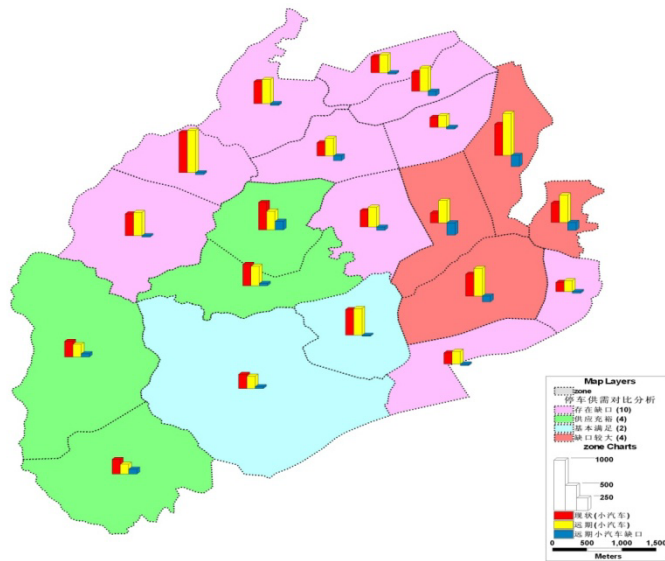 Map Layers
zone
停车供需对比分析
存在缺口 (10)
供应充裕 (4)
基本满足 (2)
缺口较大 (4)
zone Charts
1000
500
250
现状(小汽车)
远期(小汽车)
远期小汽车缺口
0 500 1,000 1,500
Meters